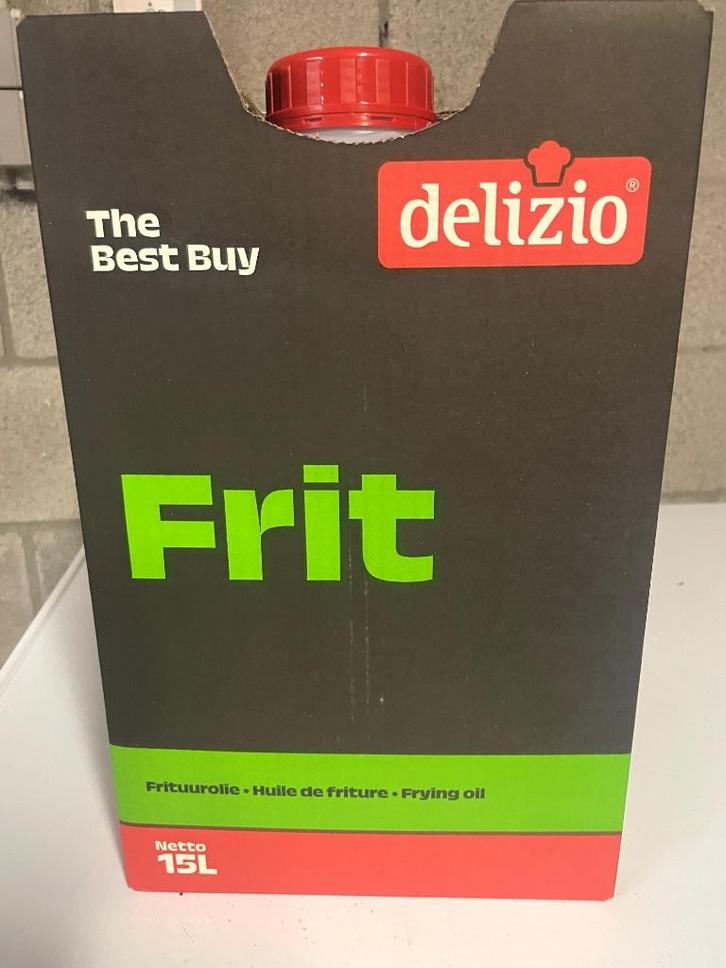 The
Best Buy
delizio®
Frit
Frituurolie • Huile de friture • Frying oil
Netto
15L